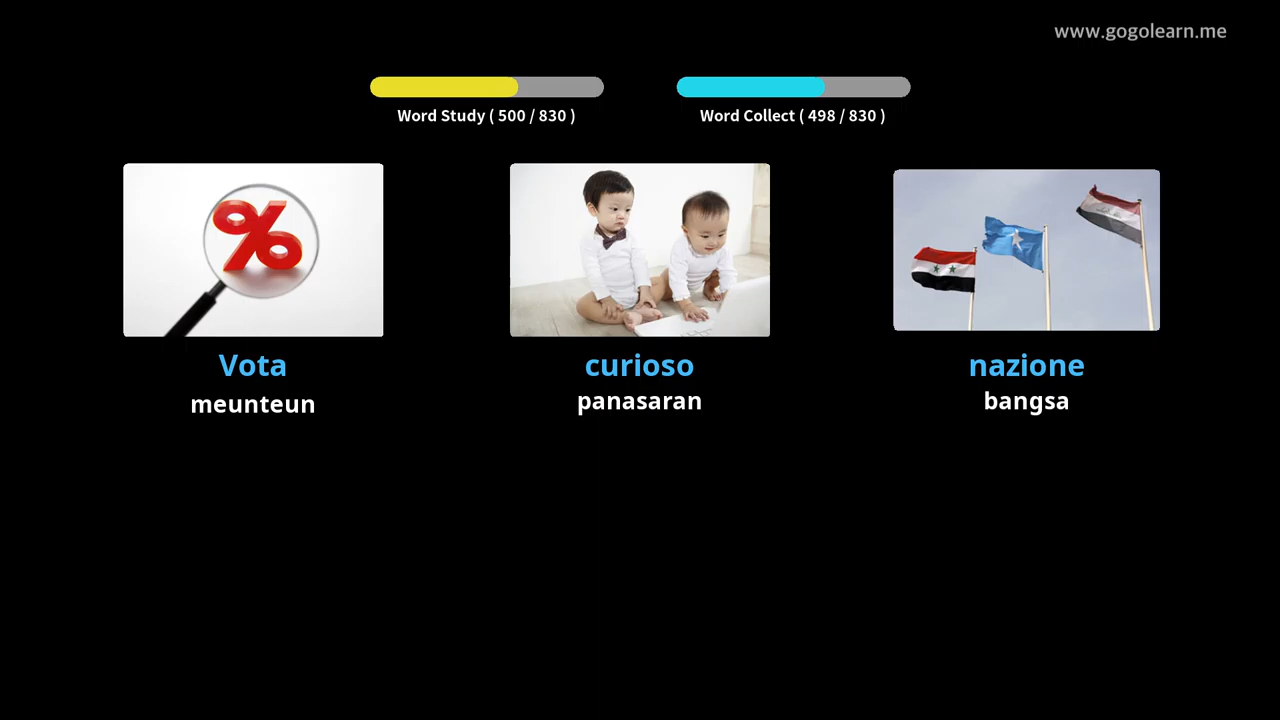 www.gogolearn.me
Word Study ( 500 / 830 )
Word Collect ( 498 / 830 )
%
Vota
curioso
nazione
meunteun
panasaran
bangsa